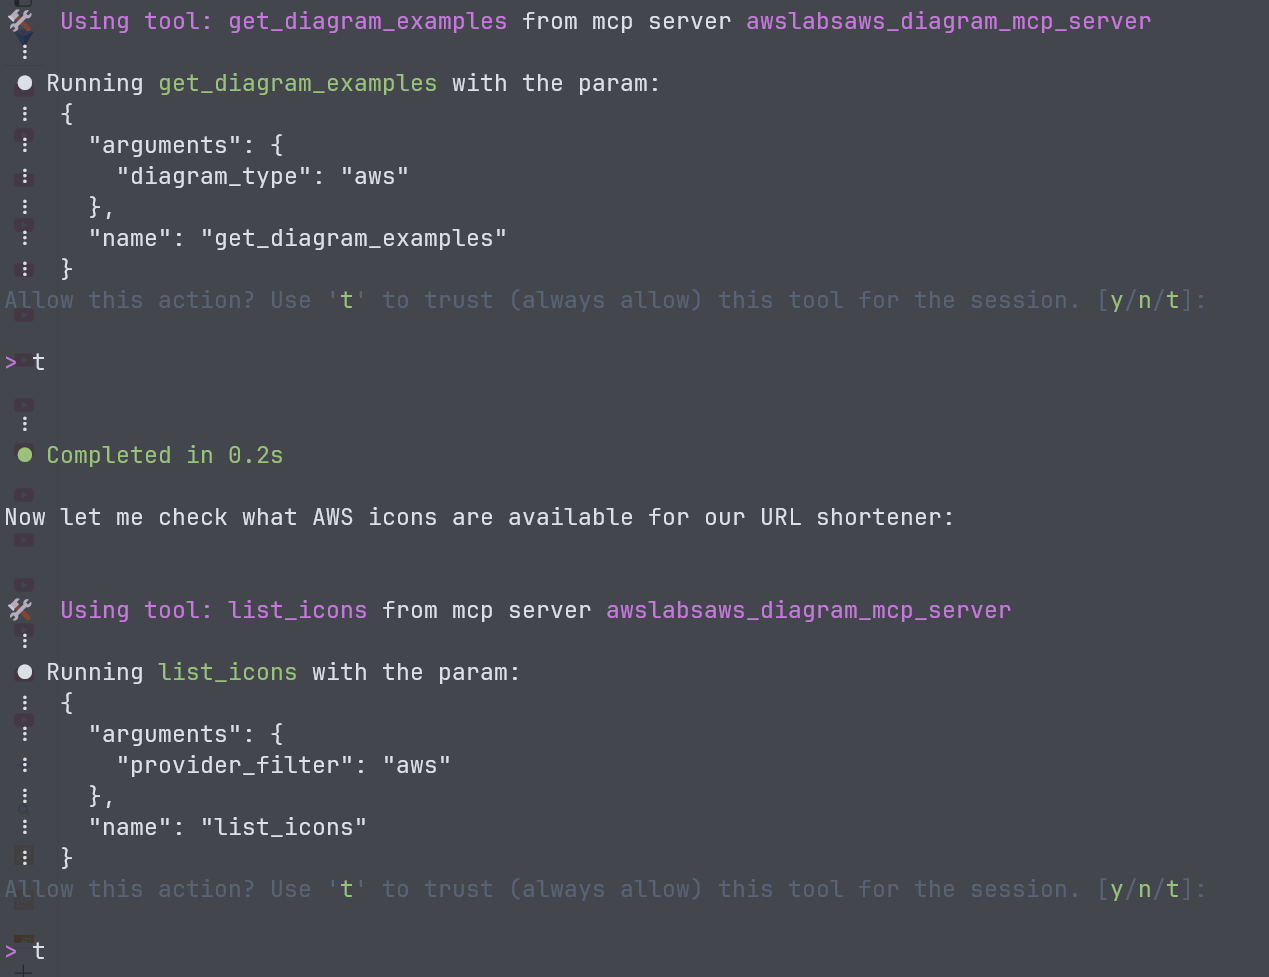 Using tool: get_diagram_examples from mcp server awslabsaws_diagram_mcp_server
⋮
● Running get_diagram_examples with the param:
⋮  {
⋮    "arguments": {
⋮      "diagram_type": "aws"
⋮    },
⋮    "name": "get_diagram_examples"
⋮  }
Allow this action? Use 't' to trust (always allow) this tool for the session. [y/n/t]:
> t
⋮
● Completed in 0.2s
Now let me check what AWS icons are available for our URL shortener:
Using tool: list_icons from mcp server awslabsaws_diagram_mcp_server
⋮
● Running list_icons with the param:
⋮  {
⋮    "arguments": {
⋮      "provider_filter": "aws"
⋮    },
⋮    "name": "list_icons"
⋮  }
Allow this action? Use 't' to trust (always allow) this tool for the session. [y/n/t]:
> t